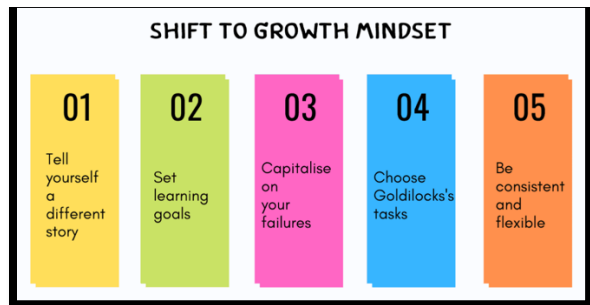 SHIFT TO GROWTH MINDSET
01
Tell
yourself
a
different
story
02
Set
learning
goals
03
Capitalise
on
your
failures
04
Choose
Goldilocks's
tasks
05
Be
consistent
and
flexible